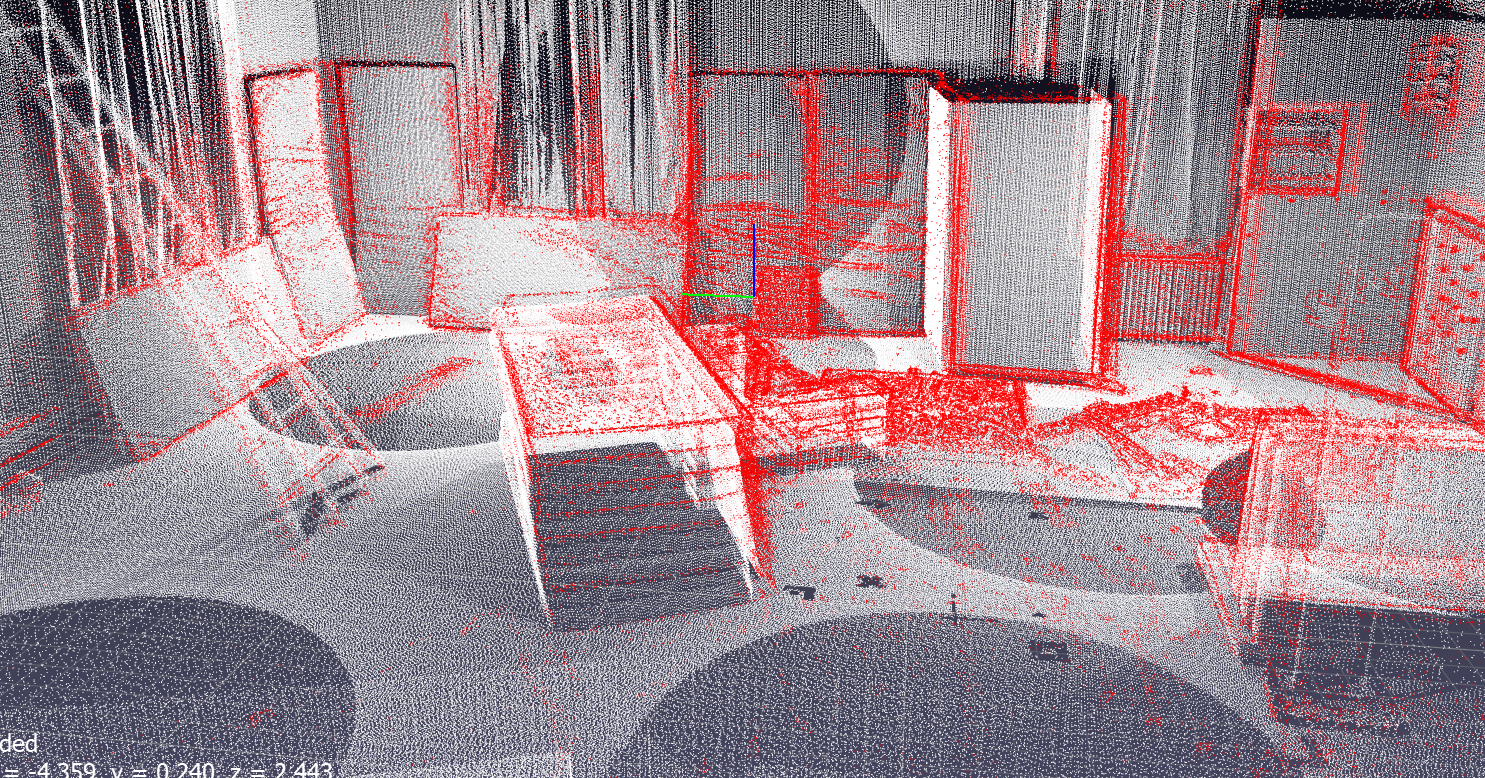 ded
= -4.359, y = 0.240, z = 2.443